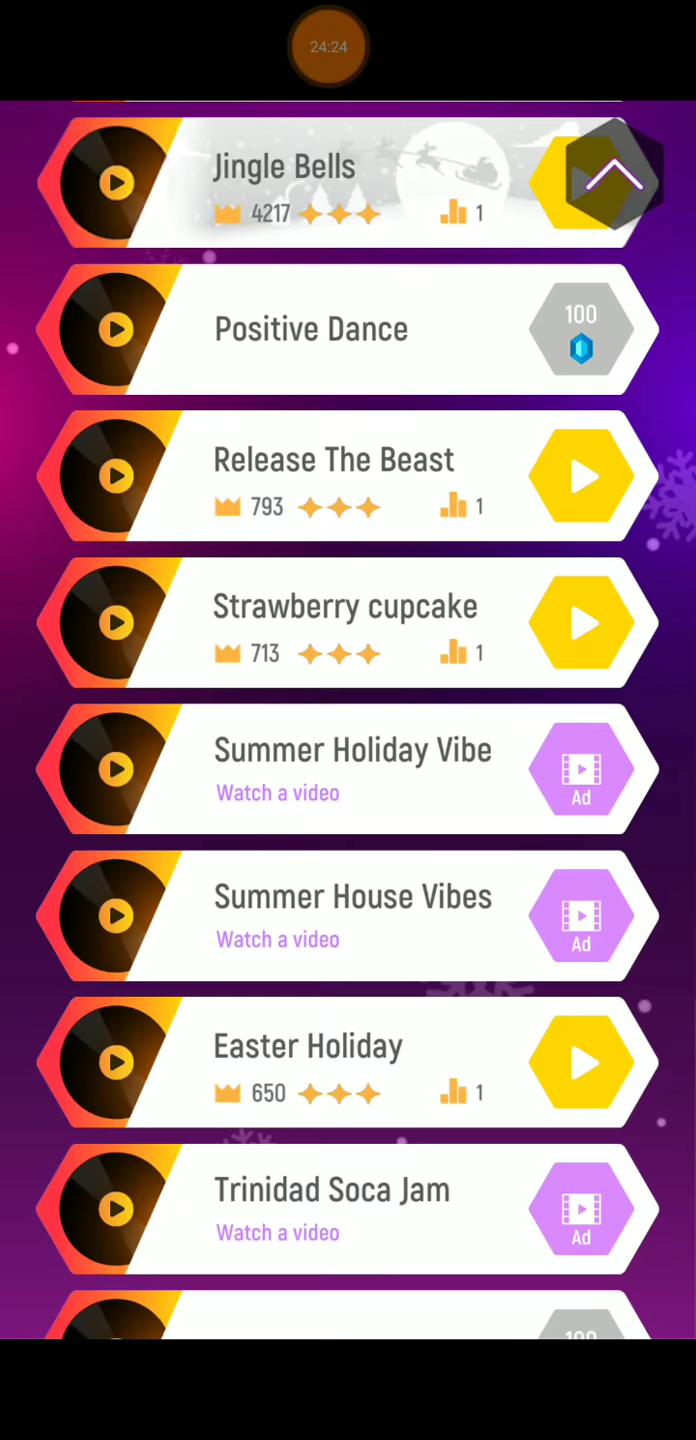 24:24
Jingle Bells
4217
1
Positive Dance
100
Release The Beast
793
1
Strawberry cupcake
713
1
Summer Holiday Vibe
Watch a video
Ad
Summer House Vibes
Watch a video
Ad
Easter Holiday
650
1
Trinidad Soca Jam
Watch a video
Ad
100